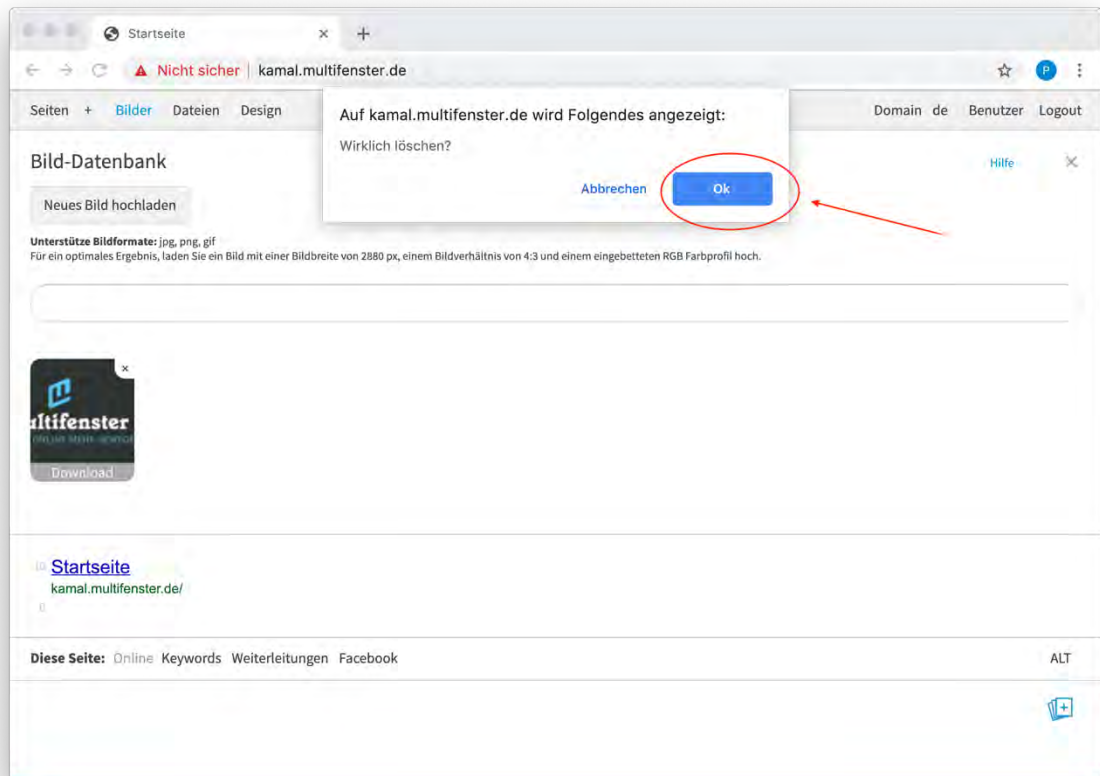 Startseite
Nicht sicher kamal.multifenster.de
P
Seiten + Bilder Dateien Design Domain de Benutzer Logout
Auf kamal.multifenster.de wird Folgendes angezeigt:
Wirklich löschen?
Abbrechen Ok
Bild-Datenbank
Hilfe
Neues Bild hochladen
Unterstütze Bildformate: jpg, png, gif
Für ein optimales Ergebnis, laden Sie ein Bild mit einer Bildbreite von 2880 px, einem Bildverhältnis von 4:3 und einem eingebetteten RGB Farbprofil hoch.
ultifenster
Download
10 Startseite
kamal.multifenster.de/
0
Diese Seite: Online Keywords Weiterleitungen Facebook ALT